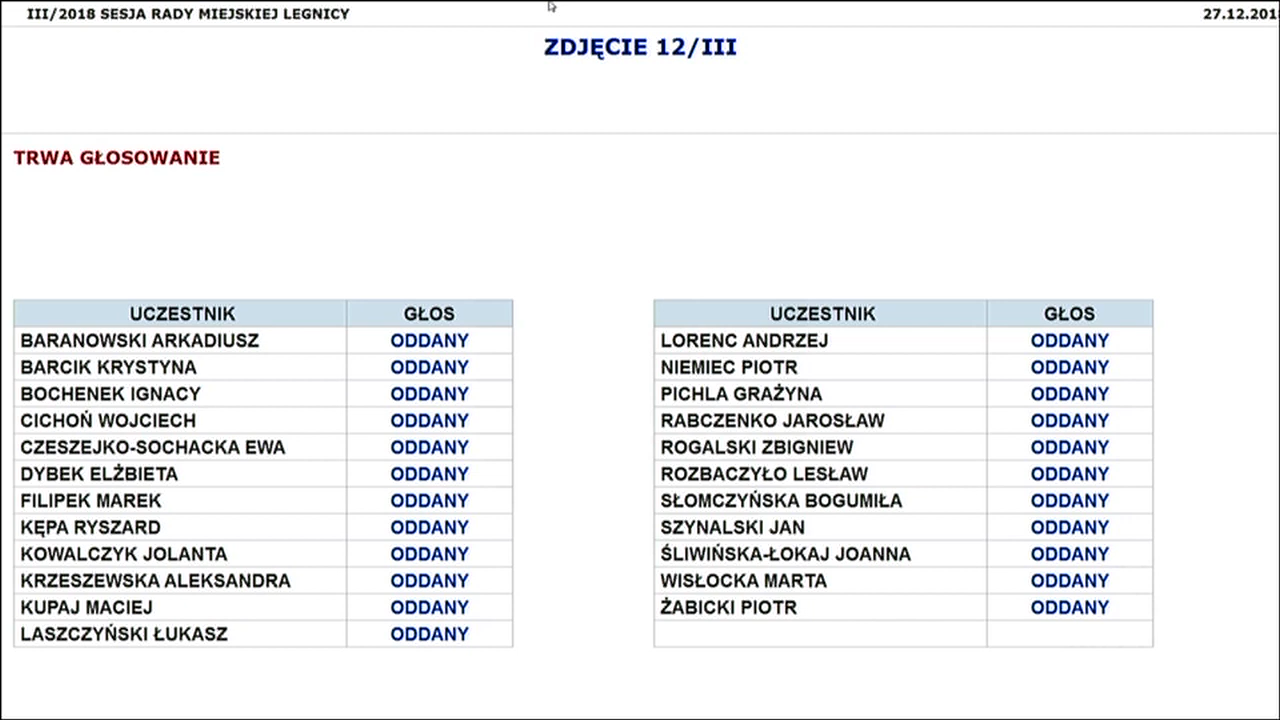 III/2018 SESJA RADY MIEJSKIEJ LEGNICY 27.12.201
ZDJĘCIE 12/III
TRWA GŁOSOWANIE
UCZESTNIK GŁOS
BARANOWSKI ARKADIUSZ ODDANY
BARCIK KRYSTYNA ODDANY
BOCHENEK IGNACY ODDANY
CICHOŃ WOJCIECH ODDANY
CZESZEJKO-SOCHACKA EWA ODDANY
DYBEK ELŻBIETA ODDANY
FILIPEK MAREK ODDANY
KĘPA RYSZARD ODDANY
KOWALCZYK JOLANTA ODDANY
KRZESZEWSKA ALEKSANDRA ODDANY
KUPAJ MACIEJ ODDANY
LASZCZYŃSKI ŁUKASZ ODDANY
UCZESTNIK GŁOS
LORENC ANDRZEJ ODDANY
NIEMIEC PIOTR ODDANY
PICHLA GRAŻYNA ODDANY
RABCZENKO JAROSŁAW ODDANY
ROGALSKI ZBIGNIEW ODDANY
ROZBACZYŁO LESŁAW ODDANY
SŁOMCZYŃSKA BOGUMIŁA ODDANY
SZYNALSKI JAN ODDANY
ŚLIWIŃSKA-ŁOKAJ JOANNA ODDANY
WISŁOCKA MARTA ODDANY
ŻABICKI PIOTR ODDANY